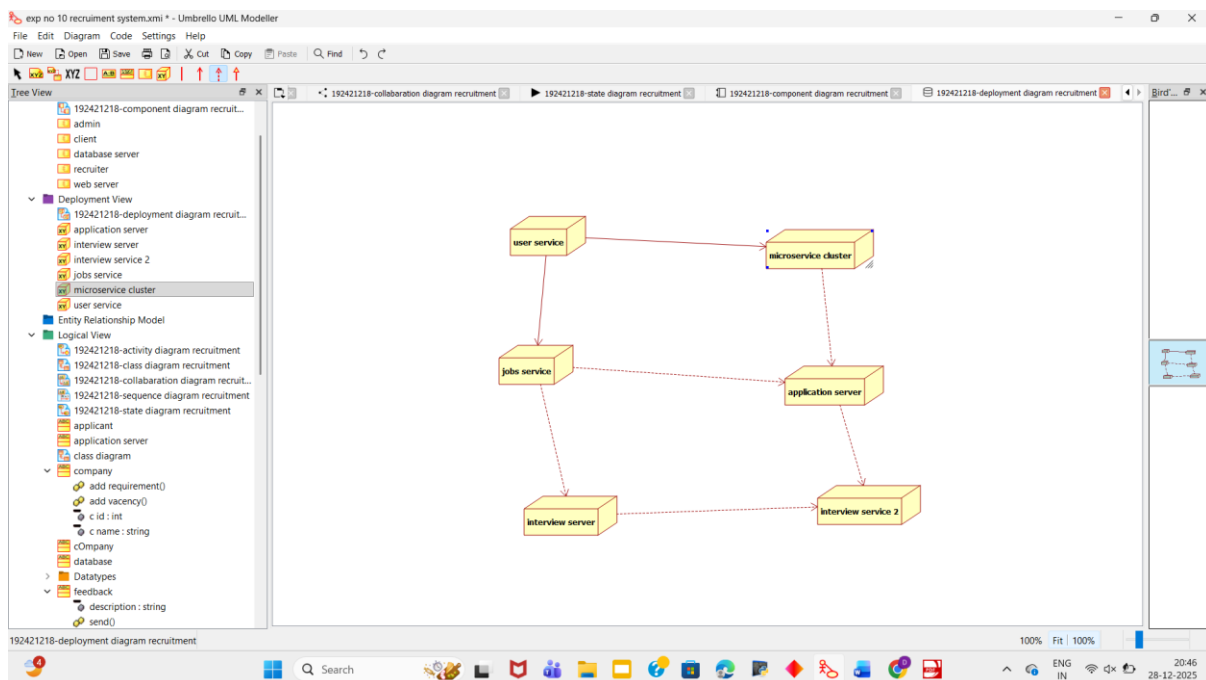 exp no 10 recruiment system.xmi * - Umbrello UML Modeller
File Edit Diagram Code Settings Help
New Open Save Cut Copy Paste Find
XYZ
Tree View
192421218-collabaration diagram recruitment 192421218-state diagram recruitment 192421218-component diagram recruitment 192421218-deployment diagram recruitment
Bird'...
192421218-component diagram recruit...
admin
client
database server
recruiter
web server
Deployment View
192421218-deployment diagram recruit...
application server
interview server
interview service 2
jobs service
microservice cluster
user service
Entity Relationship Model
Logical View
192421218-activity diagram recruitment
192421218-class diagram recruitment
192421218-collabaration diagram recruit...
192421218-sequence diagram recruitment
192421218-state diagram recruitment
applicant
application server
class diagram
company
add requirement()
add vacency()
c id : int
c name : string
cOmpany
database
Datatypes
feedback
description : string
send()
user service
microservice cluster
jobs service
application server
interview server
interview service 2
192421218-deployment diagram recruitment
100% Fit 100%
4
Search
ENG
IN
20:46
28-12-2025